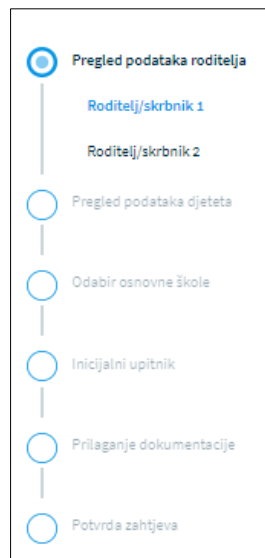 Pregled podataka roditelja
Roditelj/skrbnik 1
Roditelj/skrbnik 2
Pregled podataka djeteta
Odabir osnovne škole
Inicijalni upitnik
Prilaganje dokumentacije
Potvrda zahtjeva